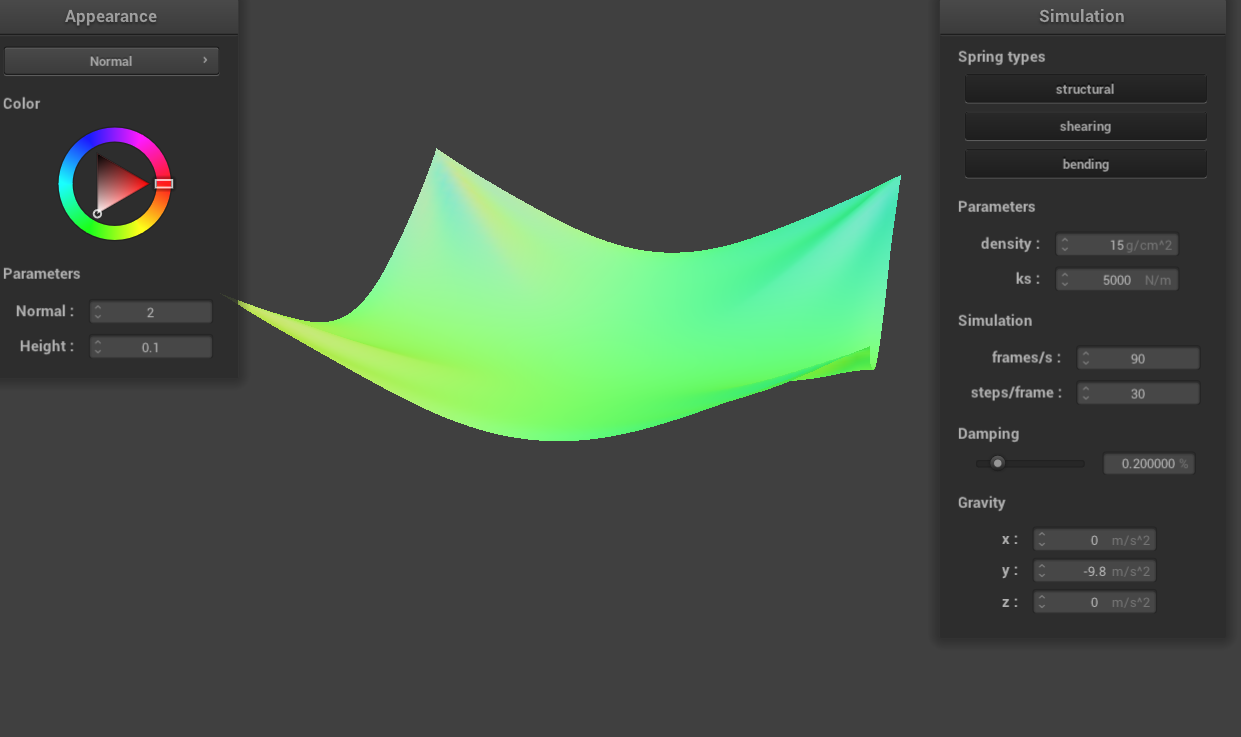 Appearance
Normal ›
Color
Parameters
Normal : 2
Height : 0.1
Simulation
Spring types
structural
shearing
bending
Parameters
density : 15 g/cm^2
ks : 5000 N/m
Simulation
frames/s : 90
steps/frame : 30
Damping
0.200000 %
Gravity
x : 0 m/s^2
y : -9.8 m/s^2
z : 0 m/s^2